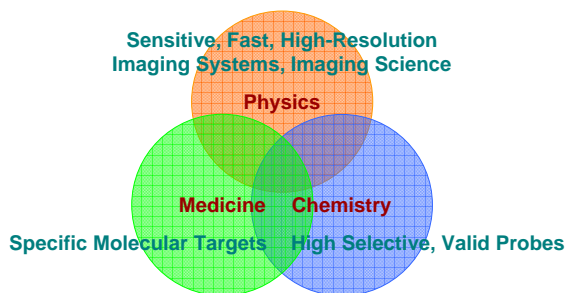 Sensitive, Fast, High-Resolution
Imaging Systems, Imaging Science
Physics
Medicine Chemistry
Specific Molecular Targets High Selective, Valid Probes